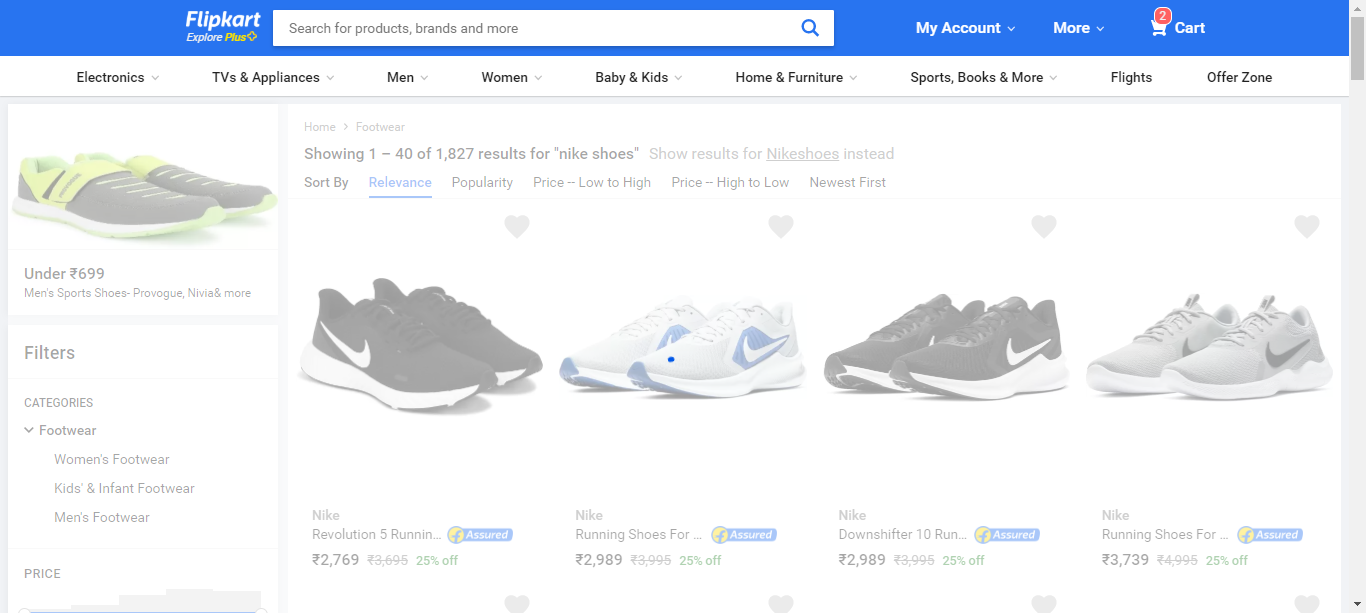 Flipkart
Explore Plus
Search for products, brands and more
My Account
More
2
Cart
Electronics
TVs & Appliances
Men
Women
Baby & Kids
Home & Furniture
Sports, Books & More
Flights
Offer Zone
Under ₹699
Men's Sports Shoes- Provogue, Nivia& more
Filters
CATEGORIES
Footwear
Women's Footwear
Kids' & Infant Footwear
Men's Footwear
PRICE
Home > Footwear
Showing 1 – 40 of 1,827 results for "nike shoes" Show results for Nikeshoes instead
Sort By Relevance Popularity Price -- Low to High Price -- High to Low Newest First
Nike
Revolution 5 Runnin... f Assured
₹2,769 ₹3,695 25% off
Nike
Running Shoes For ... f Assured
₹2,989 ₹3,995 25% off
Nike
Downshifter 10 Run... f Assured
₹2,989 ₹3,995 25% off
Nike
Running Shoes For ... f Assured
₹3,739 ₹4,995 25% off